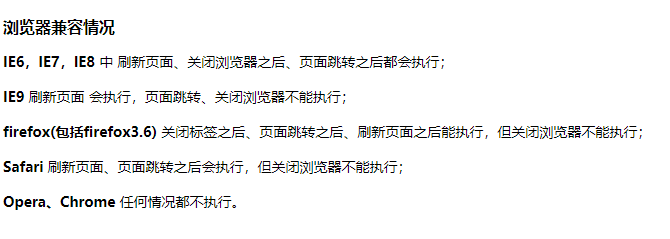 浏览器兼容情况
IE6，IE7，IE8 中 刷新页面、关闭浏览器之后、页面跳转之后都会执行；
IE9 刷新页面 会执行，页面跳转、关闭浏览器不能执行；
firefox(包括firefox3.6) 关闭标签之后、页面跳转之后、刷新页面之后能执行，但关闭浏览器不能执行；
Safari 刷新页面、页面跳转之后会执行，但关闭浏览器不能执行；
Opera、Chrome 任何情况都不执行。